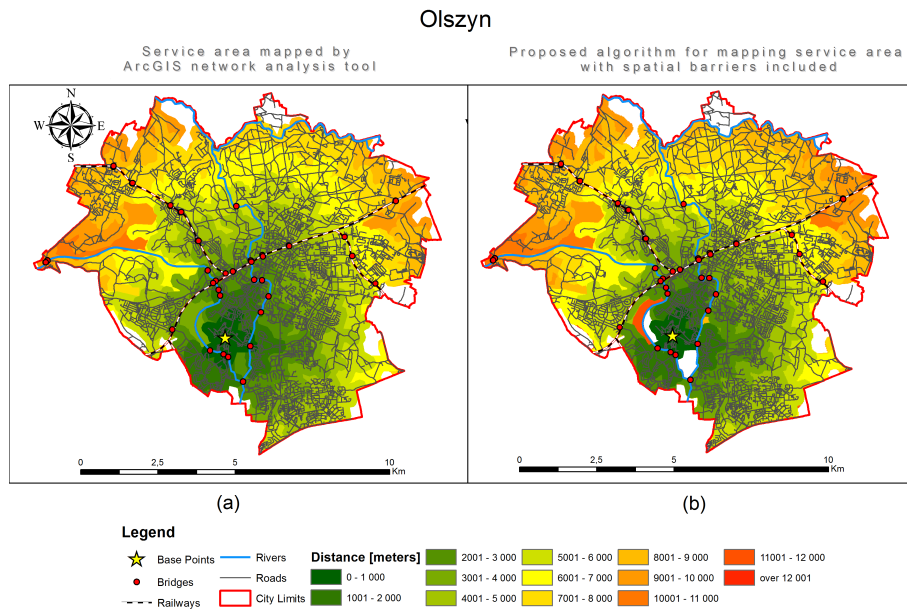 Olszyn
Service area mapped by
ArcGIS network analysis tool
Proposed algorithm for mapping service area
with spatial barriers included
N
W E
S
0 2,5 5 10
Km
0 2,5 5 10
Km
(a)
(b)
Legend
Base Points
Bridges
Railways
Rivers
Roads
City Limits
Distance [meters]
0 - 1 000
1001 - 2 000
2001 - 3 000
3001 - 4 000
4001 - 5 000
5001 - 6 000
6001 - 7 000
7001 - 8 000
8001 - 9 000
9001 - 10 000
10001 - 11 000
11001 - 12 000
over 12 001